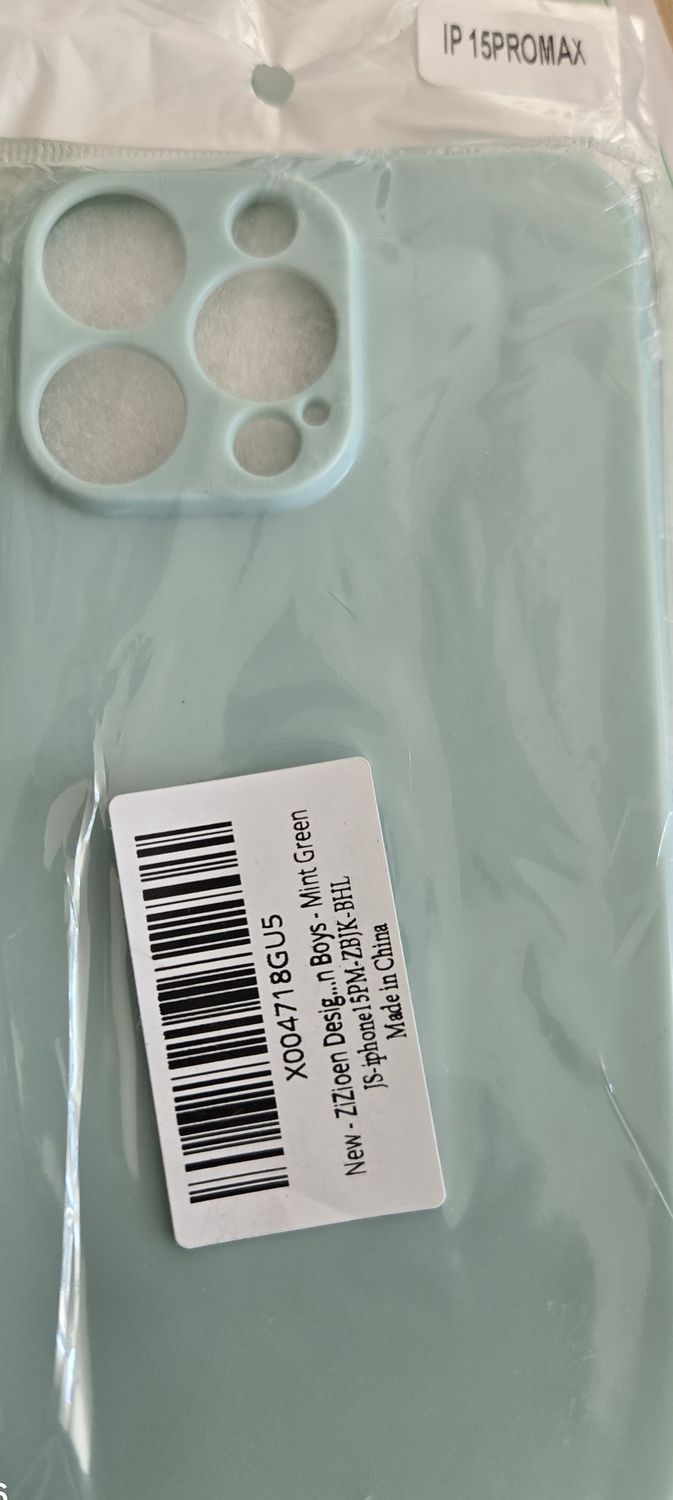 IP 15PROMAX
X004718GU5
New - ZiZioen Desig...n Boys - Mint Green
JS-iphone15PM-ZBJK-BHL
Made in China